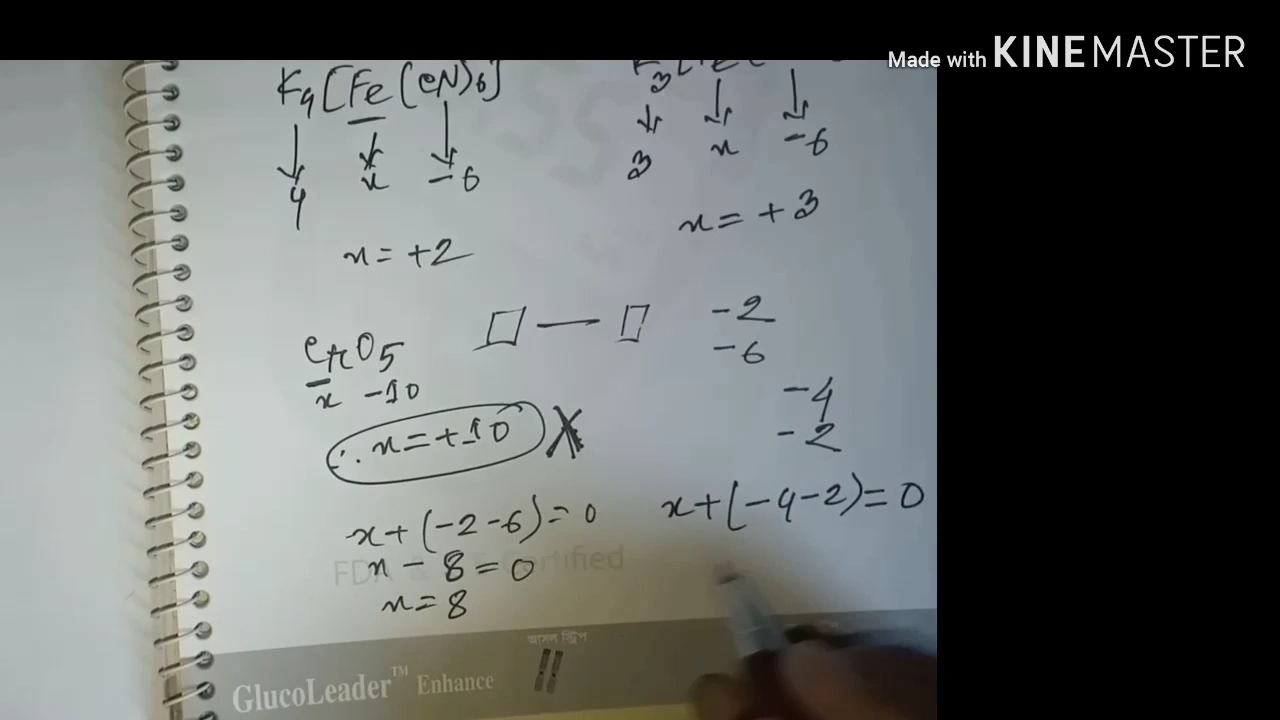 Made with KINEMASTER
K4[Fe(CN)6]
4 x -6
x = +2
3 x -6
x = +3
CrO5
x -10
∴ x = +10
-2
-6
-4
-2
x + (-2 - 6) = 0
x - 8 = 0
x = 8
x + (-4 - 2) = 0
আসল স্ট্রিপ
GlucoLeader™ Enhance